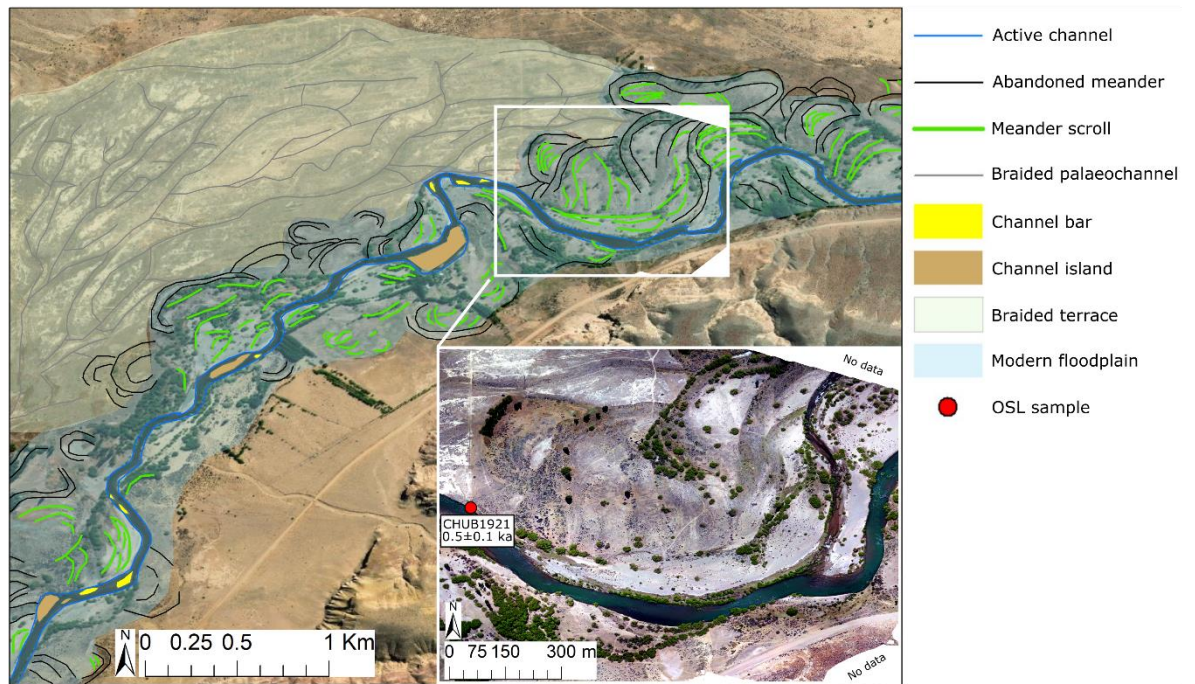 Active channel
Abandoned meander
Meander scroll
Braided palaeochannel
Channel bar
Channel island
Braided terrace
Modern floodplain
OSL sample
No data
CHUB1921
0.5±0.1 ka
N
0 75 150 300 m
No data
N
0 0.25 0.5 1 Km